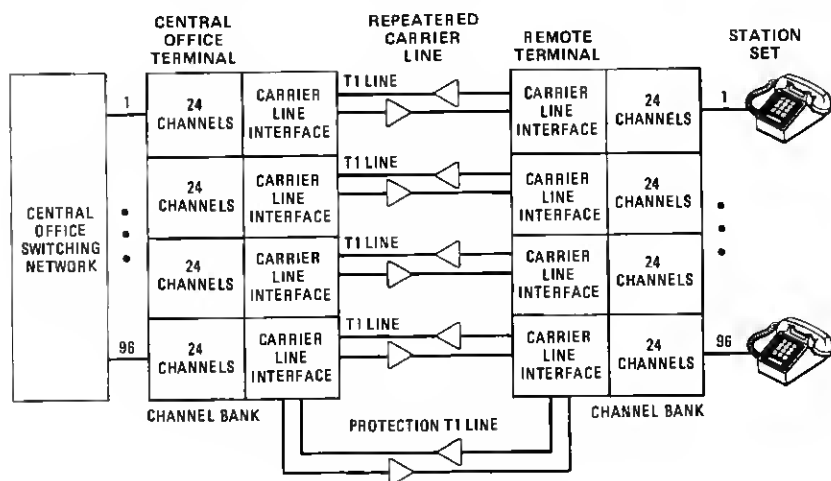 CENTRAL
OFFICE
TERMINAL
REPEATERED
CARRIER
LINE
REMOTE
TERMINAL
STATION
SET
CENTRAL
OFFICE
SWITCHING
NETWORK
1
24
CHANNELS
CARRIER
LINE
INTERFACE
T1 LINE
CARRIER
LINE
INTERFACE
24
CHANNELS
1
24
CHANNELS
CARRIER
LINE
INTERFACE
T1 LINE
CARRIER
LINE
INTERFACE
24
CHANNELS
24
CHANNELS
CARRIER
LINE
INTERFACE
T1 LINE
CARRIER
LINE
INTERFACE
24
CHANNELS
96
24
CHANNELS
CARRIER
LINE
INTERFACE
T1 LINE
CARRIER
LINE
INTERFACE
24
CHANNELS
96
CHANNEL BANK
PROTECTION T1 LINE
CHANNEL BANK